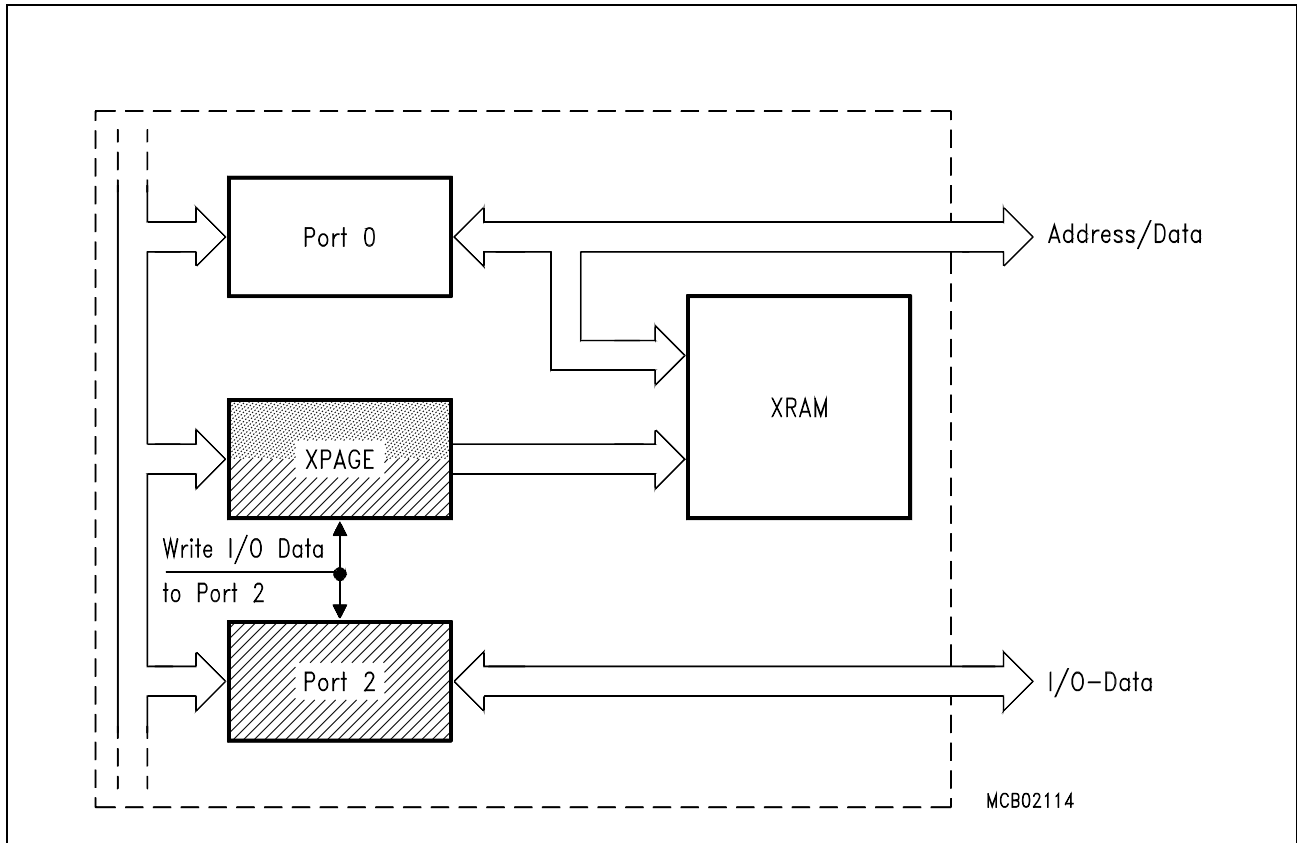 Port 0
Address/Data
XRAM
XPAGE
Write I/O Data
to Port 2
Port 2
I/O-Data
MCB02114